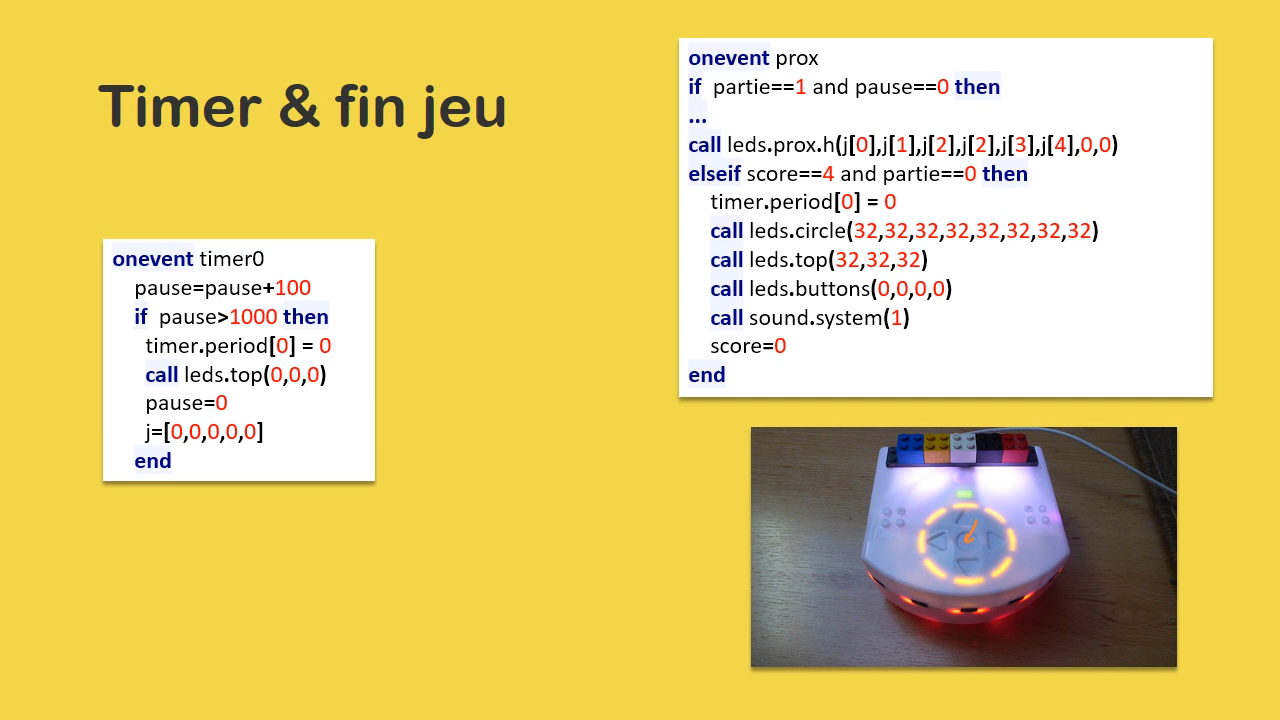 Timer & fin jeu
onevent timer0
pause=pause+100
if pause>1000 then
timer.period[0] = 0
call leds.top(0,0,0)
pause=0
j=[0,0,0,0,0]
end
onevent prox
if partie==1 and pause==0 then
...
call leds.prox.h(j[0],j[1],j[2],j[2],j[3],j[4],0,0)
elseif score==4 and partie==0 then
timer.period[0] = 0
call leds.circle(32,32,32,32,32,32,32,32)
call leds.top(32,32,32)
call leds.buttons(0,0,0,0)
call sound.system(1)
score=0
end